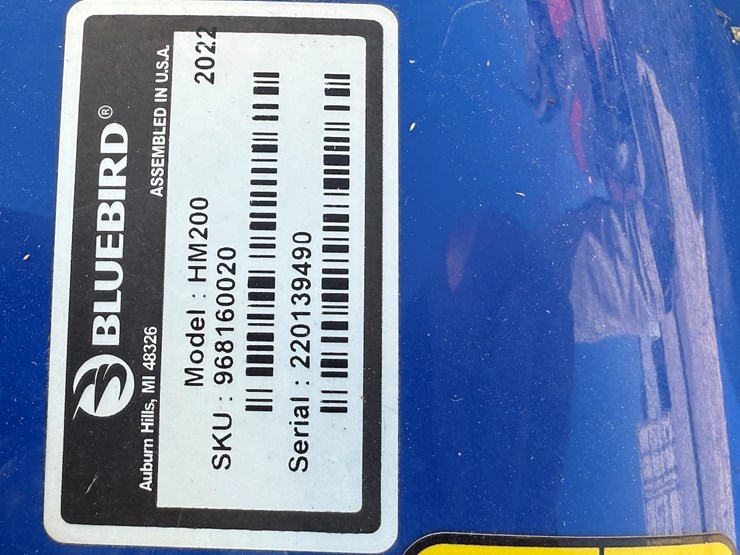 BLUEBIRD®
Auburn Hills, MI 48326 ASSEMBLED IN U.S.A.
Model : HM200 2022
SKU : 968160020
Serial : 220139490